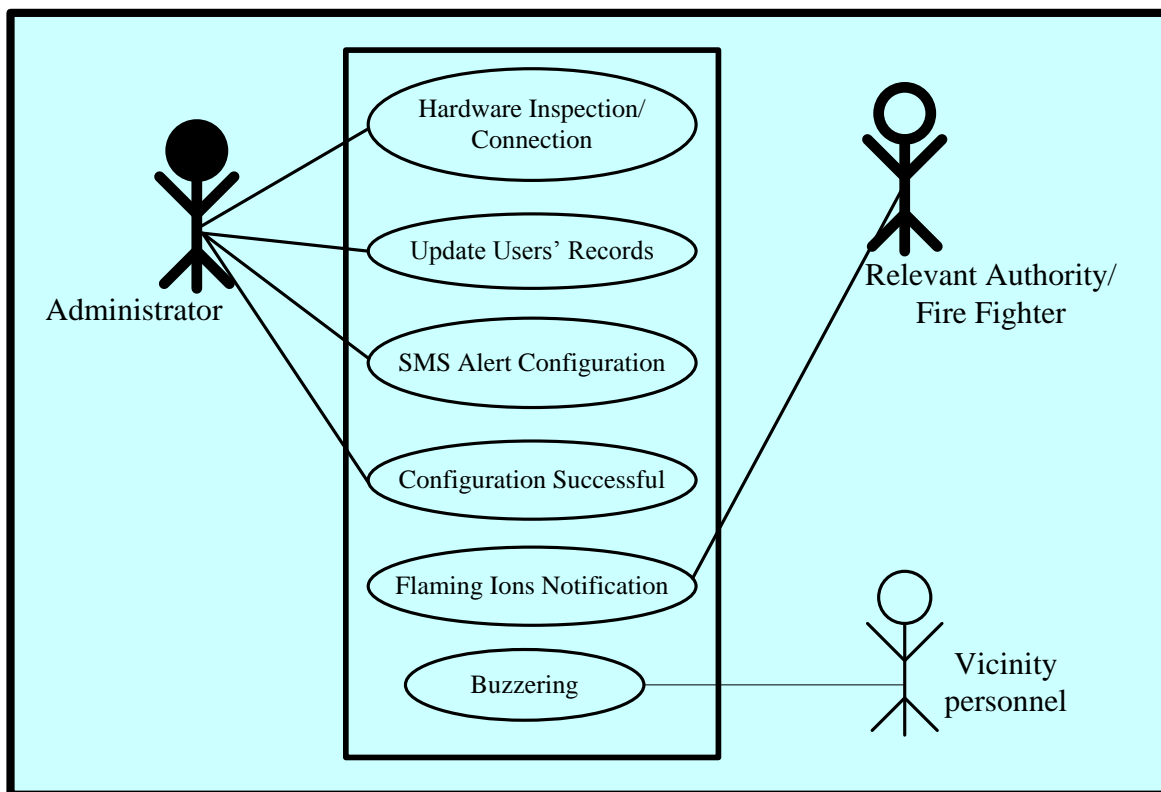 Hardware Inspection/
Connection
Update Users’ Records
Administrator
Relevant Authority/
Fire Fighter
SMS Alert Configuration
Configuration Successful
Flaming Ions Notification
Buzzering
Vicinity
personnel